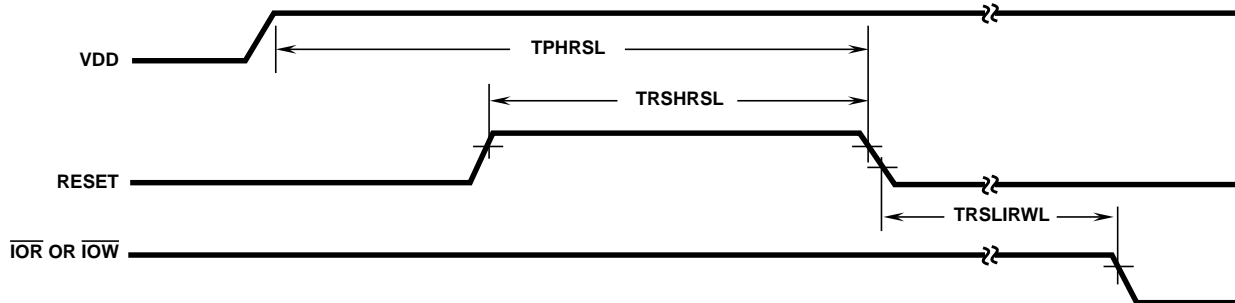 TPHRSL
VDD
TRSHRSL
RESET
TRSLIRWL
IOR OR IOW